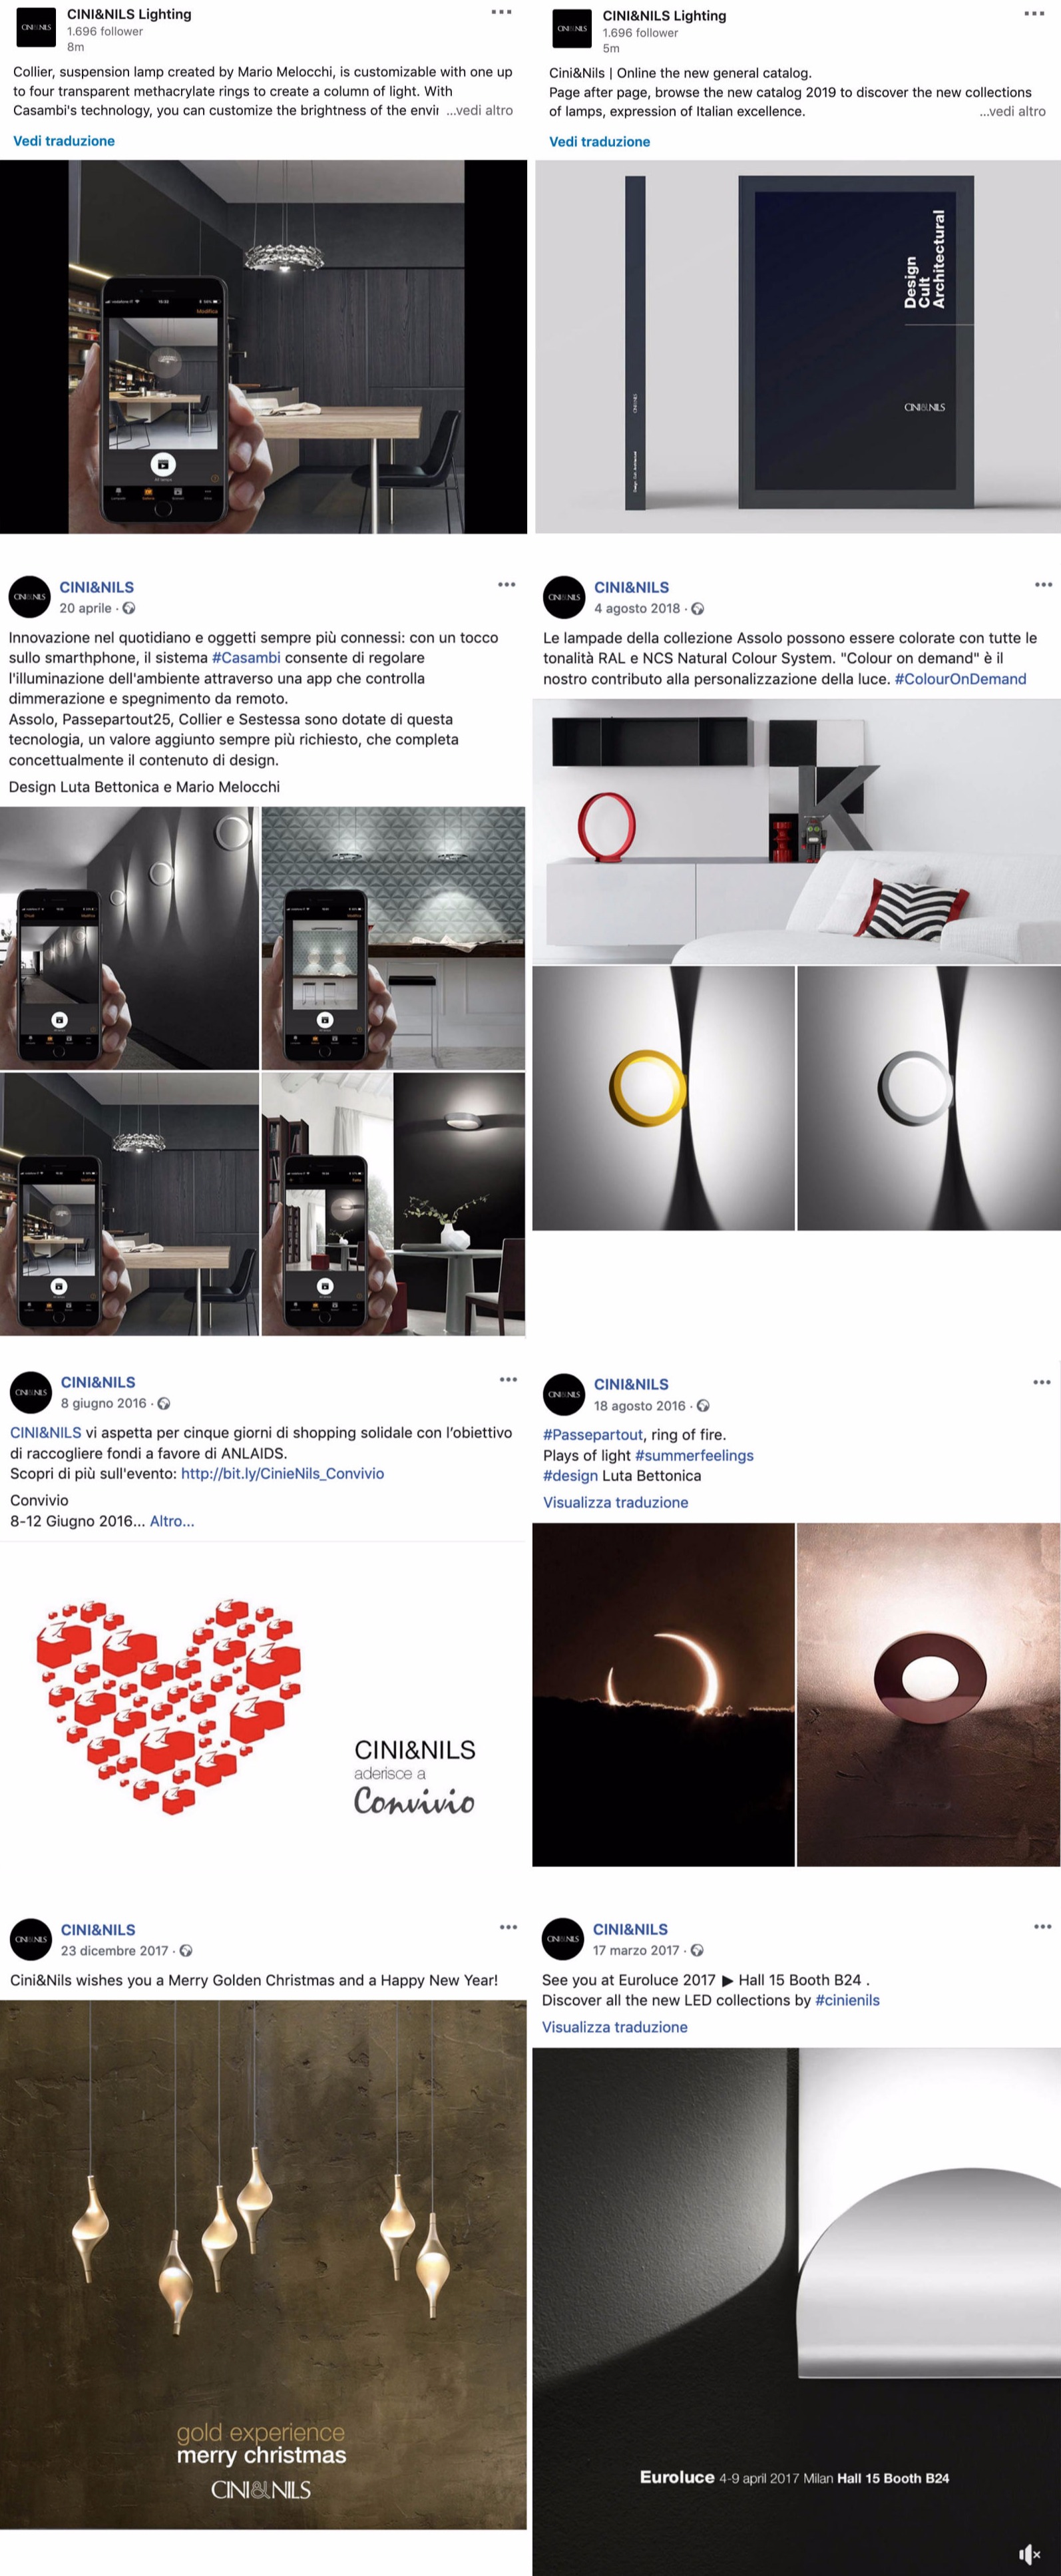 CINI&NILS
CINI&NILS Lighting
1.696 follower
8m
Collier, suspension lamp created by Mario Melocchi, is customizable with one up
to four transparent methacrylate rings to create a column of light. With
Casambi's technology, you can customize the brightness of the envir ...vedi altro
Vedi traduzione
Modifica
CINI&NILS
CINI&NILS Lighting
1.696 follower
5m
Cini&Nils | Online the new general catalog.
Page after page, browse the new catalog 2019 to discover the new collections
of lamps, expression of Italian excellence. ...vedi altro
Vedi traduzione
Design
Cult
Architectural
CINI&NILS
CINI&NILS
CINI&NILS
CINI&NILS
20 aprile ·
Innovazione nel quotidiano e oggetti sempre più connessi: con un tocco
sullo smarthphone, il sistema #Casambi consente di regolare
l'illuminazione dell'ambiente attraverso una app che controlla
dimmerazione e spegnimento da remoto.
Assolo, Passepartout25, Collier e Sestessa sono dotate di questa
tecnologia, un valore aggiunto sempre più richiesto, che completa
concettualmente il contenuto di design.
Design Luta Bettonica e Mario Melocchi
CINI&NILS
CINI&NILS
4 agosto 2018 ·
Le lampade della collezione Assolo possono essere colorate con tutte le
tonalità RAL e NCS Natural Colour System. "Colour on demand" è il
nostro contributo alla personalizzazione della luce. #ColourOnDemand
K
CINI&NILS
CINI&NILS
8 giugno 2016 ·
CINI&NILS vi aspetta per cinque giorni di shopping solidale con l'obiettivo
di raccogliere fondi a favore di ANLAIDS.
Scopri di più sull'evento: http://bit.ly/CinieNils_Convivio
Convivio
8-12 Giugno 2016... Altro...
CINI&NILS
aderisce a
Convivio
CINI&NILS
CINI&NILS
18 agosto 2016 ·
#Passepartout, ring of fire.
Plays of light #summerfeelings
#design Luta Bettonica
Visualizza traduzione
CINI&NILS
CINI&NILS
23 dicembre 2017 ·
Cini&Nils wishes you a Merry Golden Christmas and a Happy New Year!
gold experience
merry christmas
CINI&NILS
CINI&NILS
CINI&NILS
17 marzo 2017 ·
See you at Euroluce 2017 ▶ Hall 15 Booth B24 .
Discover all the new LED collections by #cinienils
Visualizza traduzione
Euroluce 4-9 april 2017 Milan Hall 15 Booth B24